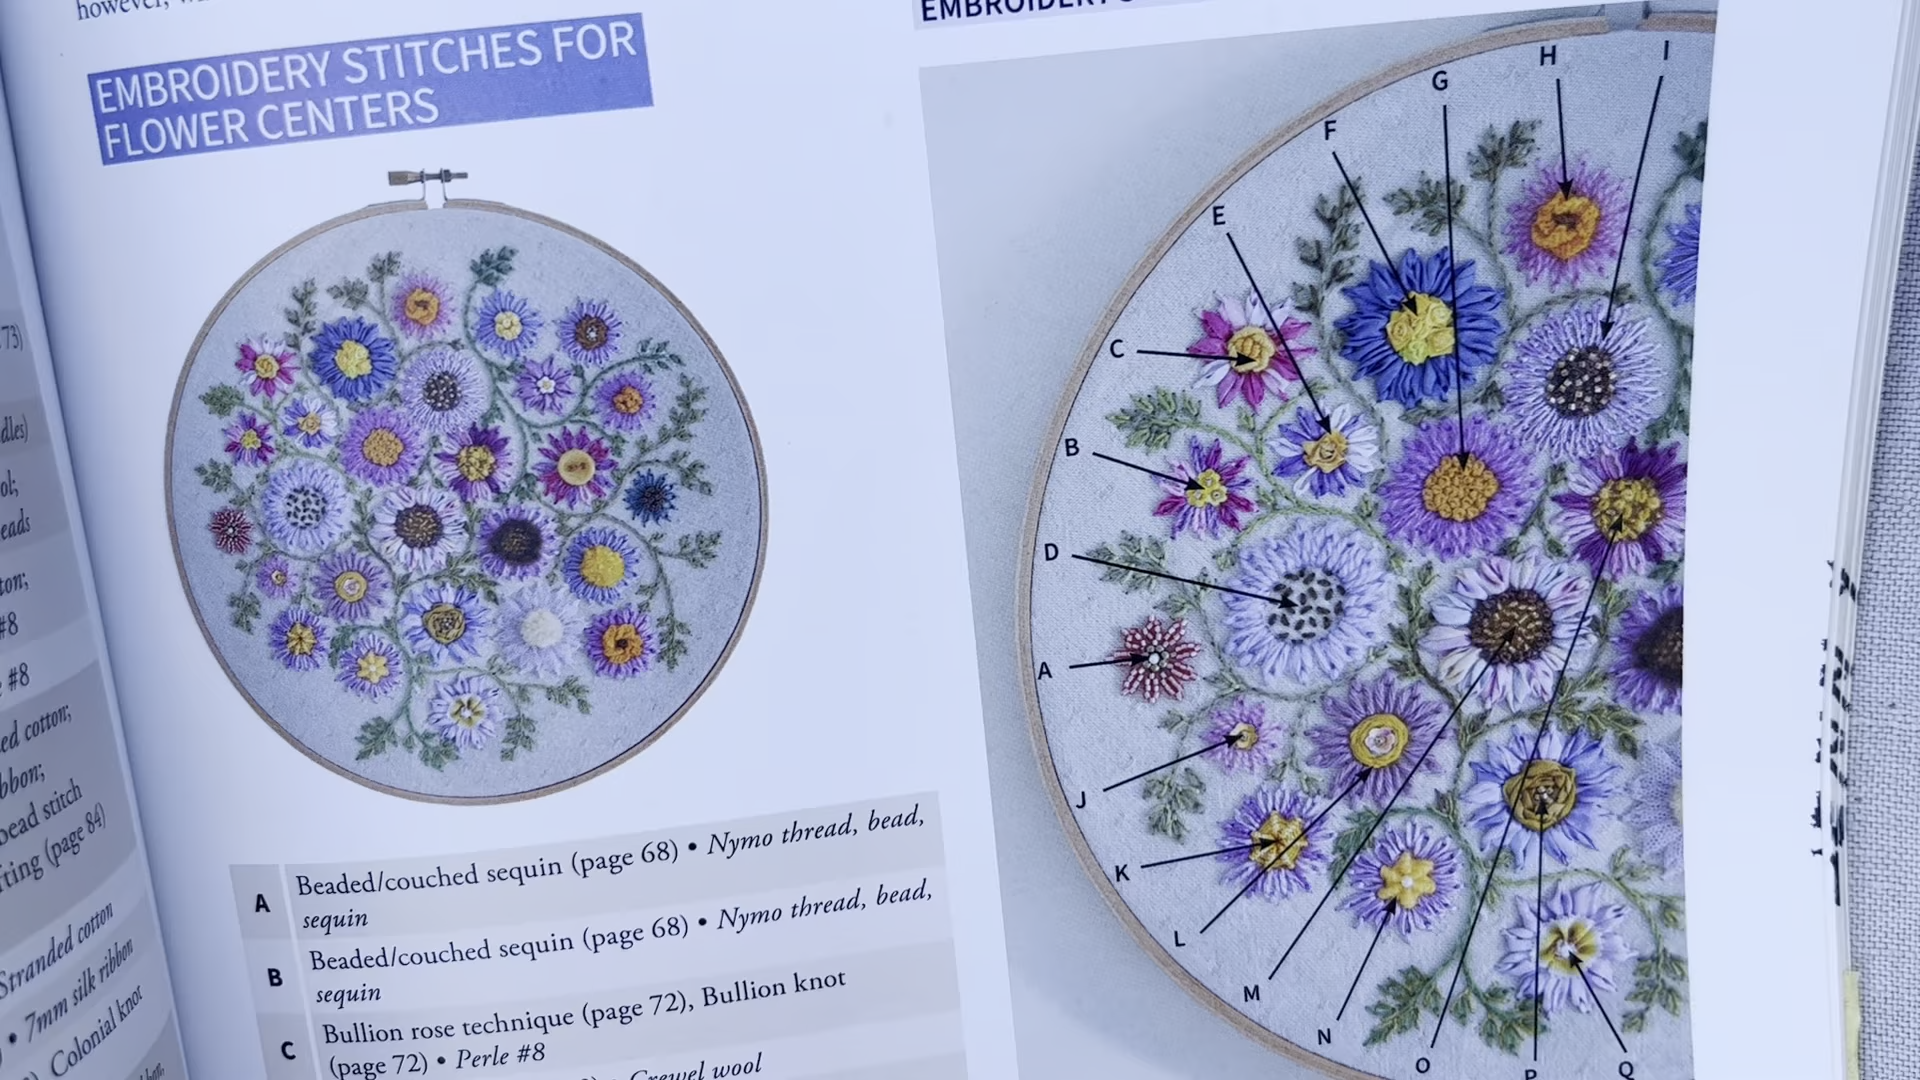 however,
73)
dles)
ol;
eads
ton;
#8
#8
ed cotton;
bbon;
bead stitch
fting (page 84)
Stranded cotton
• 7mm silk ribbon
Colonial knot
EMBROIDERY STITCHES FOR
FLOWER CENTERS
A Beaded/couched sequin (page 68) • Nymo thread, bead,
sequin
B Beaded/couched sequin (page 68) • Nymo thread, bead,
sequin
C Bullion rose technique (page 72), Bullion knot
(page 72) • Perle #8
Crewel wool
H
I
G
F
E
C
B
D
A
J
K
L
M
N
O
P
Q